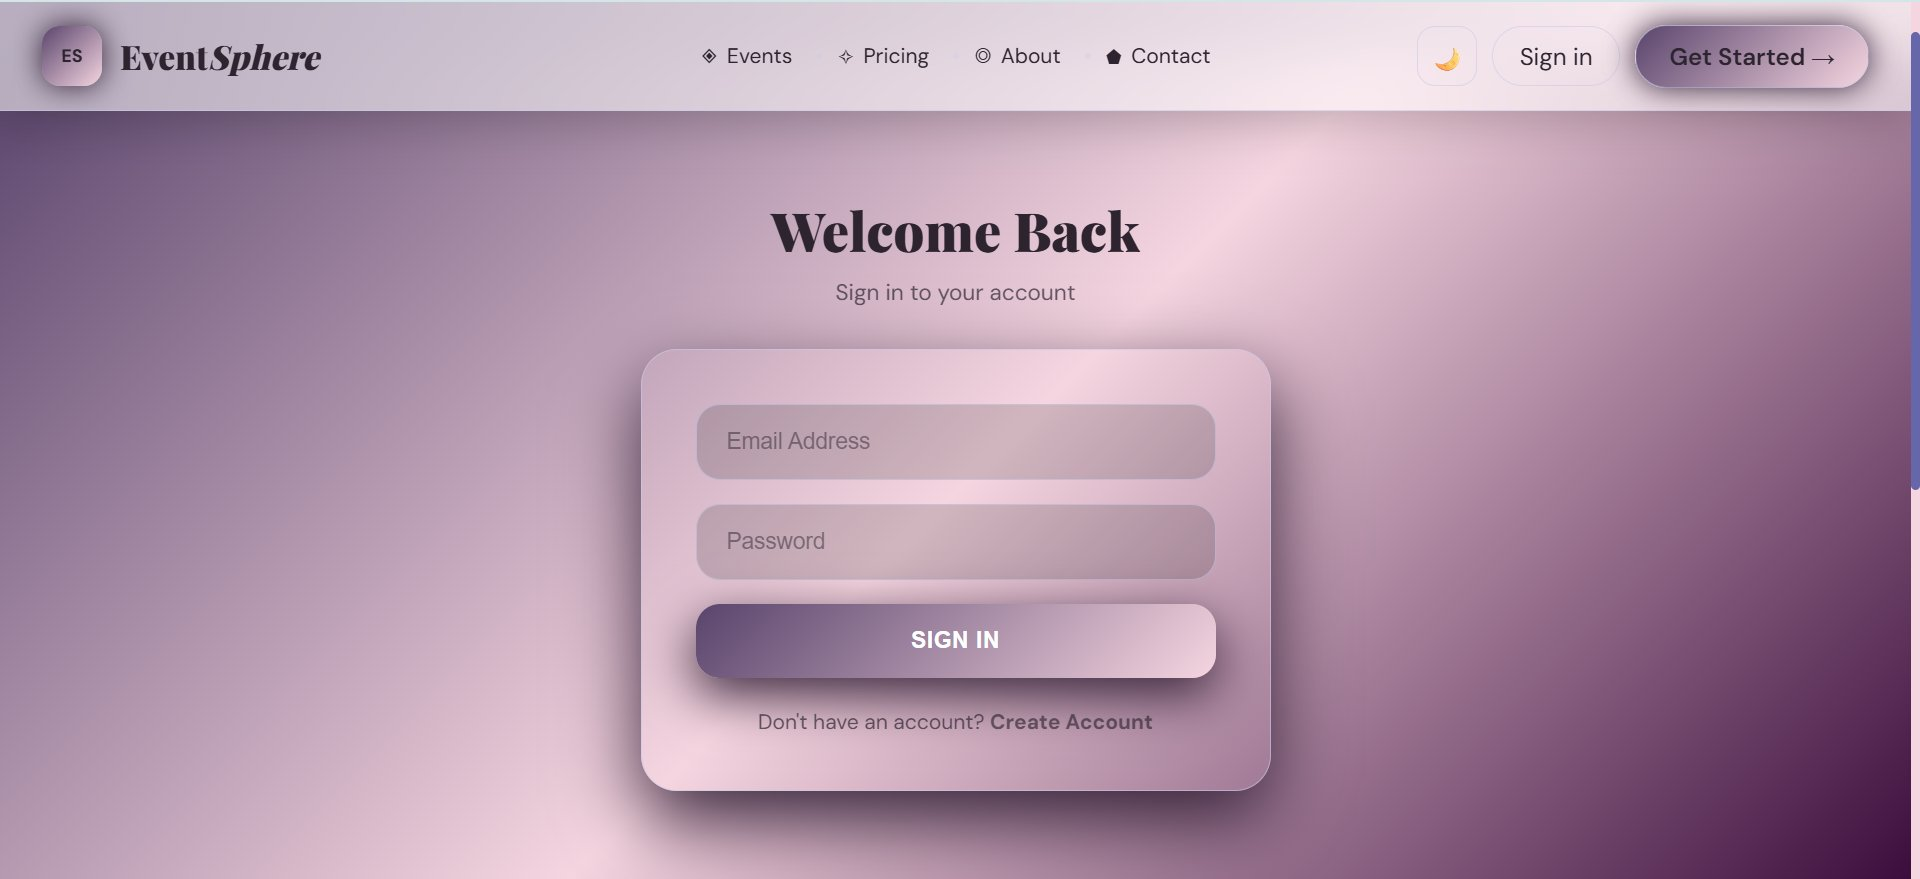 ES EventSphere Events Pricing About Contact Sign in Get Started →
Welcome Back
Sign in to your account
Email Address
Password
SIGN IN
Don't have an account? Create Account